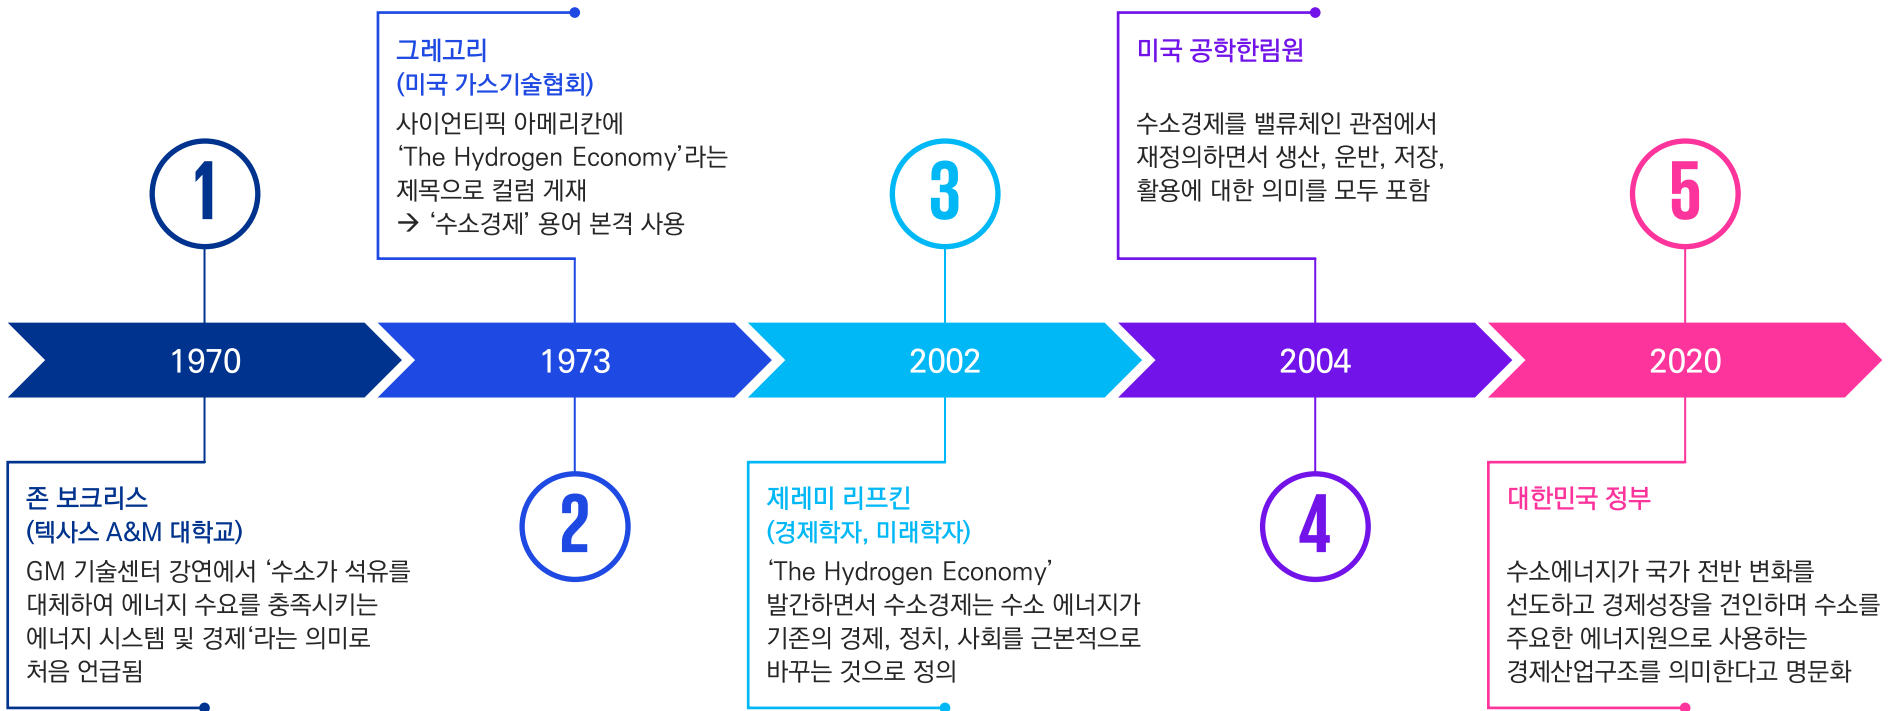 1
1970
존 보크리스
(텍사스 A&M 대학교)
GM 기술센터 강연에서 ‘수소가 석유를
대체하여 에너지 수요를 충족시키는
에너지 시스템 및 경제‘라는 의미로
처음 언급됨
그레고리
(미국 가스기술협회)
사이언티픽 아메리칸에
‘The Hydrogen Economy’라는
제목으로 컬럼 게재
→ ‘수소경제’ 용어 본격 사용
1973
2
3
2002
제레미 리프킨
(경제학자, 미래학자)
‘The Hydrogen Economy’
발간하면서 수소경제는 수소 에너지가
기존의 경제, 정치, 사회를 근본적으로
바꾸는 것으로 정의
미국 공학한림원
수소경제를 밸류체인 관점에서
재정의하면서 생산, 운반, 저장,
활용에 대한 의미를 모두 포함
2004
4
5
2020
대한민국 정부
수소에너지가 국가 전반 변화를
선도하고 경제성장을 견인하며 수소를
주요한 에너지원으로 사용하는
경제산업구조를 의미한다고 명문화